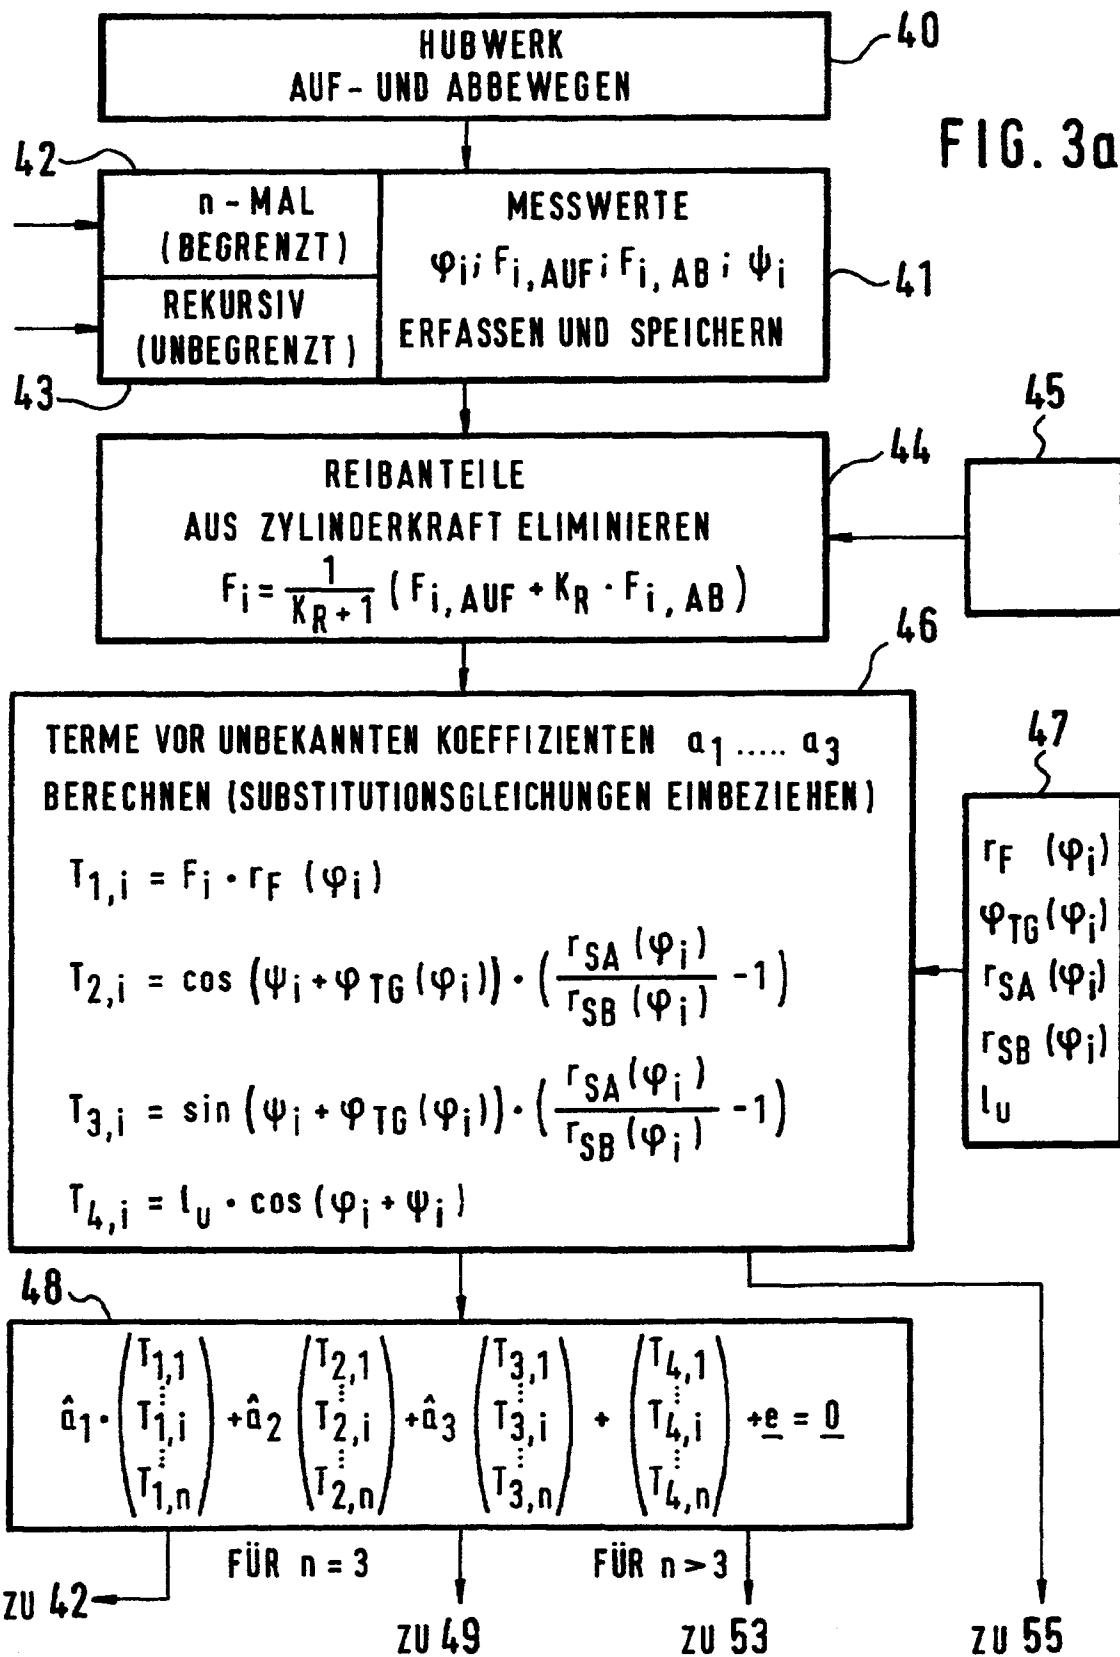 HUBWERK
AUF- UND ABBEWEGEN
40
FIG. 3a
42
n - MAL
(BEGRENZT)
REKURSIV
(UNBEGRENZT)
43
MESSWERTE
φi; Fi,AUF; Fi,AB; ψi
ERFASSEN UND SPEICHERN
41
REIBANTEILE
AUS ZYLINDERKRAFT ELIMINIEREN
Fi = 1/(KR + 1) (Fi,AUF + KR · Fi,AB)
44
45
46
TERME VOR UNBEKANNTEN KOEFFIZIENTEN a1 ..... a3
BERECHNEN (SUBSTITUTIONSGLEICHUNGEN EINBEZIEHEN)
T1,i = Fi · rF (φi)
T2,i = cos (ψi + φTG (φi)) · (rSA (φi) / rSB (φi) - 1)
T3,i = sin (ψi + φTG (φi)) · (rSA (φi) / rSB (φi) - 1)
T4,i = lU · cos (φi + ψi)
47
rF (φi)
φTG (φi)
rSA (φi)
rSB (φi)
lU
48
â1 · (T1,1 ... T1,i ... T1,n) + â2 (T2,1 ... T2,i ... T2,n) + â3 (T3,1 ... T3,i ... T3,n) + (T4,1 ... T4,i ... T4,n) + e = 0
FÜR n = 3
FÜR n > 3
ZU 42
ZU 49
ZU 53
ZU 55